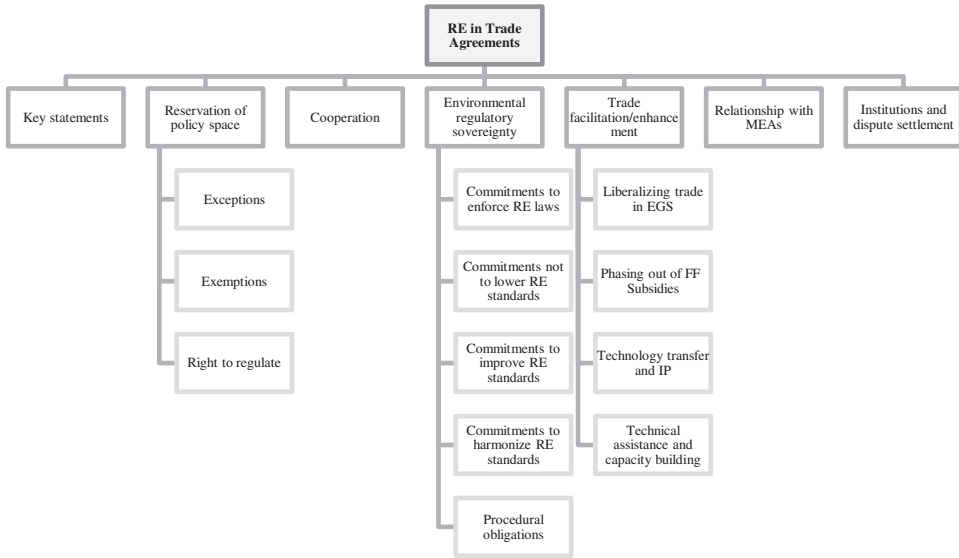 RE in Trade
Agreements
Key statements
Reservation of
policy space
Cooperation
Environmental
regulatory
sovereignty
Trade
facilitation/enhance
ment
Relationship with
MEAs
Institutions and
dispute settlement
Exceptions
Exemptions
Right to regulate
Commitments to
enforce RE laws
Commitments not
to lower RE
standards
Commitments to
improve RE
standards
Commitments to
harmonize RE
standards
Procedural
obligations
Liberalizing trade
in EGS
Phasing out of FF
Subsidies
Technology transfer
and IP
Technical
assistance and
capacity building